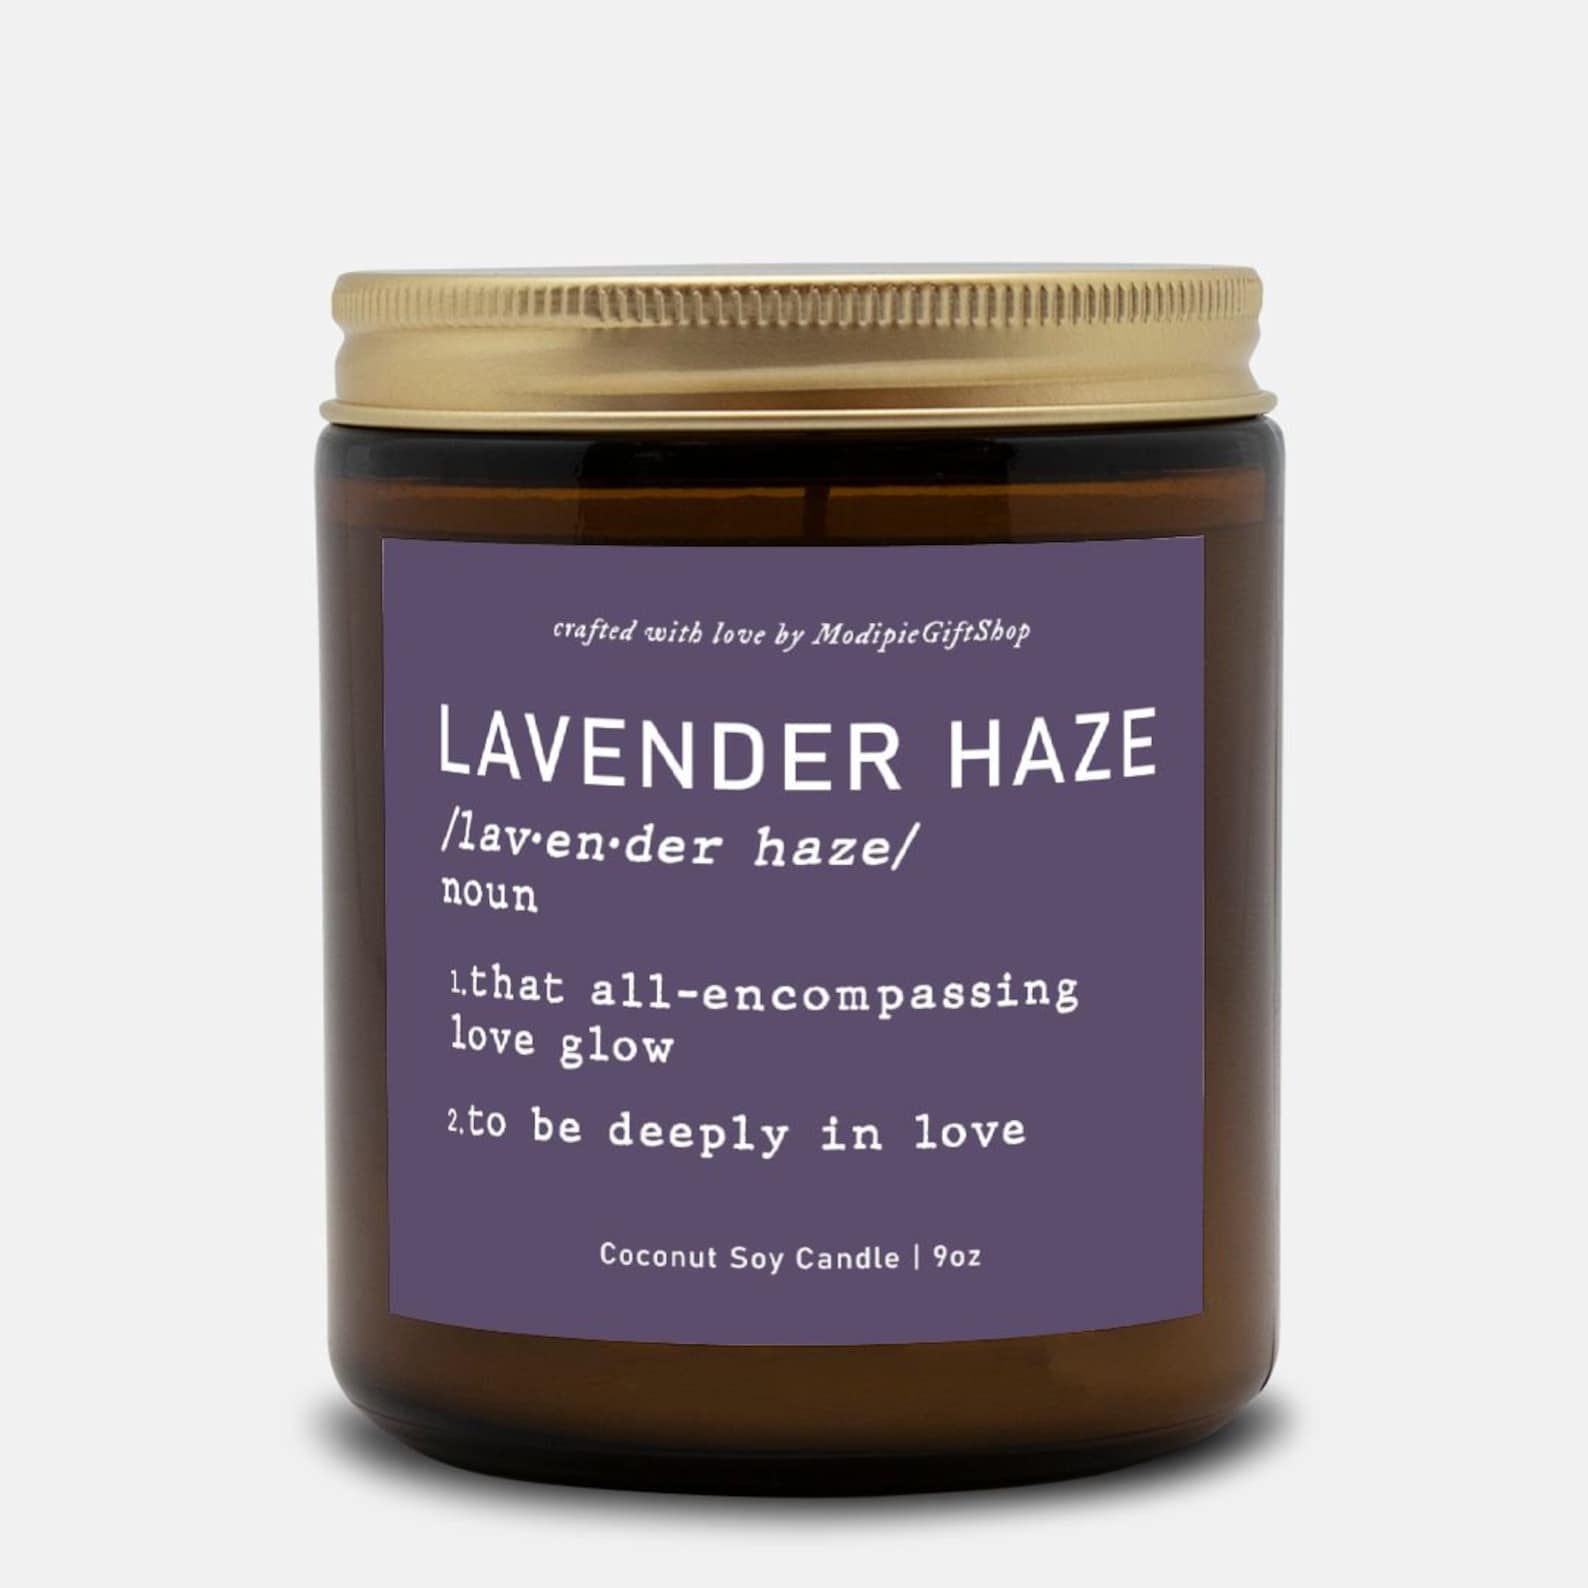 crafted with love by ModipieGiftShop
LAVENDER HAZE
/lav•en•der haze/
noun
1.that all-encompassing
love glow
2.to be deeply in love
Coconut Soy Candle | 9oz